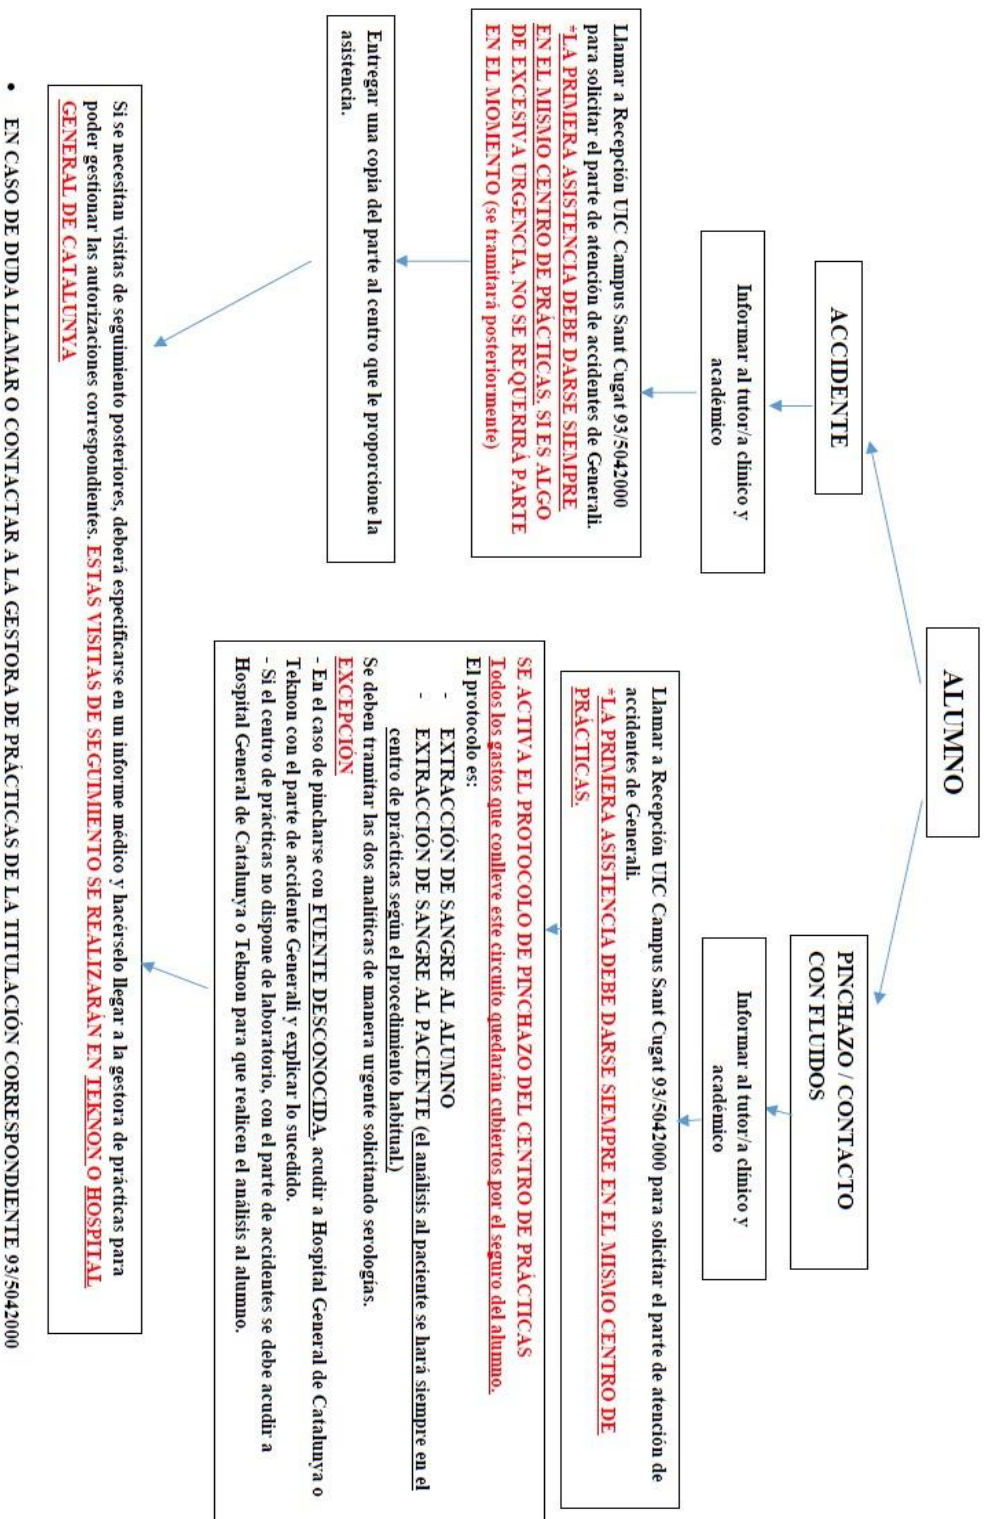 ALUMNO
ACCIDENTE
Informar al tutor/a clínico y
académico
Llamar a Recepción UIC Campus Sant Cugat 93/5042000
para solicitar el parte de atención de accidentes de Generali.
*LA PRIMERA ASISTENCIA DEBE DARSE SIEMPRE
EN EL MISMO CENTRO DE PRÁCTICAS. SI ES ALGO
DE EXCESIVA URGENCIA, NO SE REQUERIRÁ PARTE
EN EL MOMENTO (se tramitará posteriormente)
Entregar una copia del parte al centro que le proporcione la
asistencia.
PINCHAZO / CONTACTO
CON FLUIDOS
Informar al tutor/a clínico y
académico
Llamar a Recepción UIC Campus Sant Cugat 93/5042000 para solicitar el parte de atención de
accidentes de Generali.
*LA PRIMERA ASISTENCIA DEBE DARSE SIEMPRE EN EL MISMO CENTRO DE
PRÁCTICAS.
SE ACTIVA EL PROTOCOLO DE PINCHAZO DEL CENTRO DE PRÁCTICAS
Todos los gastos que conlleve este circuito quedarán cubiertos por el seguro del alumno.
El protocolo es:
- EXTRACCIÓN DE SANGRE AL ALUMNO
- EXTRACCIÓN DE SANGRE AL PACIENTE (el análisis al paciente se hará siempre en el
centro de prácticas según el procedimiento habitual.)
Se deben tramitar las dos analíticas de manera urgente solicitando serologías.
EXCEPCIÓN
- En el caso de pincharse con FUENTE DESCONOCIDA, acudir a Hospital General de Catalunya o
Teknon con el parte de accidente Generali y explicar lo sucedido.
- Si el centro de prácticas no dispone de laboratorio, con el parte de accidentes se debe acudir a
Hospital General de Catalunya o Teknon para que realicen el análisis al alumno.
Si se necesitan visitas de seguimiento posteriores, deberá especificarse en un informe médico y hacérselo llegar a la gestora de prácticas para
poder gestionar las autorizaciones correspondientes. ESTAS VISITAS DE SEGUIMIENTO SE REALIZARÁN EN TEKNON O HOSPITAL
GENERAL DE CATALUNYA
• EN CASO DE DUDA LLAMAR O CONTACTAR A LA GESTORA DE PRÁCTICAS DE LA TITULACIÓN CORRESPONDIENTE 93/5042000